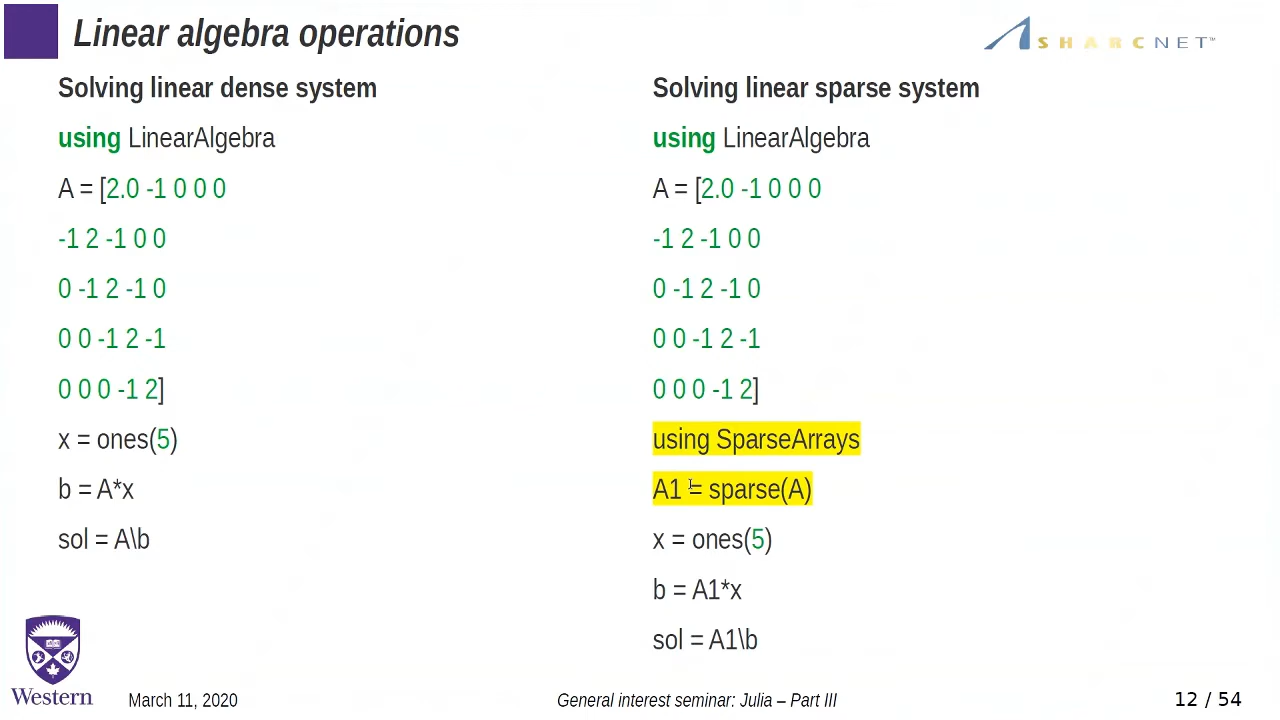 Linear algebra operations
SHARCNET™
Solving linear dense system
using LinearAlgebra
A = [2.0 -1 0 0 0
-1 2 -1 0 0
0 -1 2 -1 0
0 0 -1 2 -1
0 0 0 -1 2]
x = ones(5)
b = A*x
sol = A\b
Solving linear sparse system
using LinearAlgebra
A = [2.0 -1 0 0 0
-1 2 -1 0 0
0 -1 2 -1 0
0 0 -1 2 -1
0 0 0 -1 2]
using SparseArrays
A1 = sparse(A)
x = ones(5)
b = A1*x
sol = A1\b
Western
March 11, 2020
General interest seminar: Julia – Part III
12 / 54